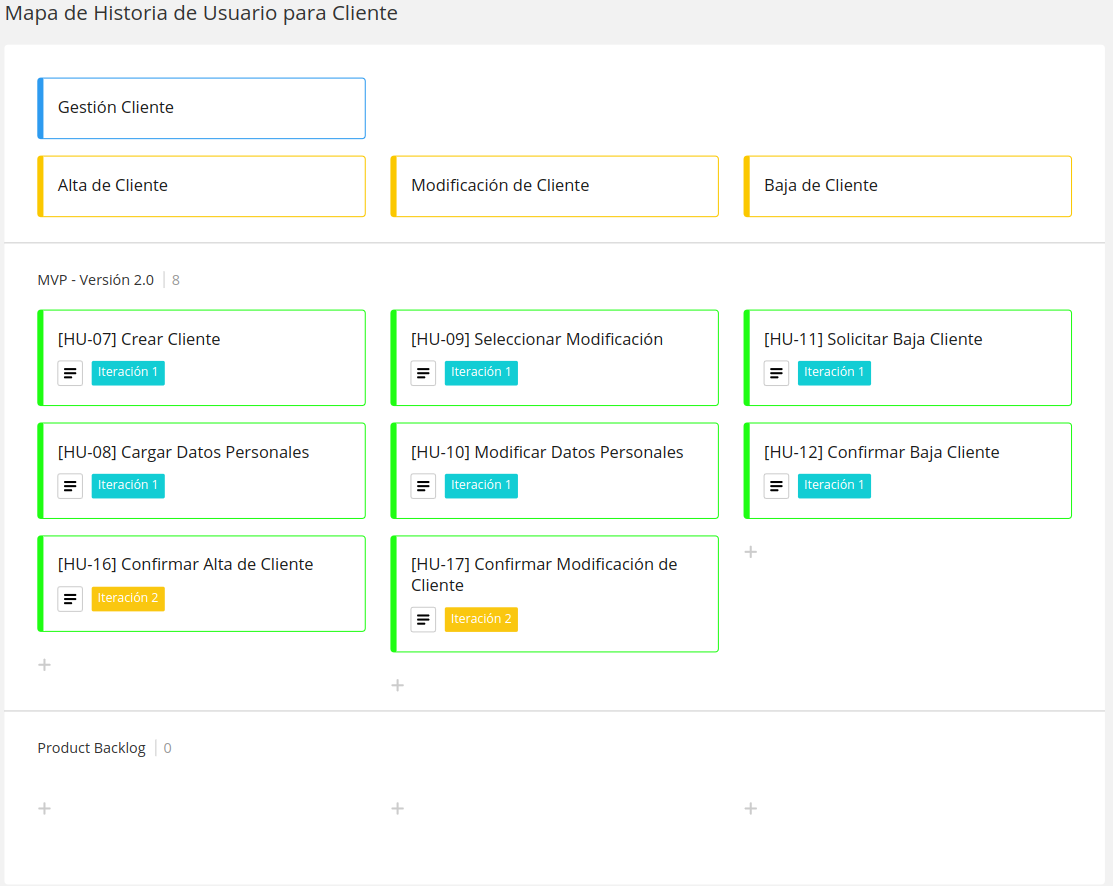 Mapa de Historia de Usuario para Cliente
Gestión Cliente
Alta de Cliente
Modificación de Cliente
Baja de Cliente
MVP - Versión 2.0 8
[HU-07] Crear Cliente
Iteración 1
[HU-09] Seleccionar Modificación
Iteración 1
[HU-11] Solicitar Baja Cliente
Iteración 1
[HU-08] Cargar Datos Personales
Iteración 1
[HU-10] Modificar Datos Personales
Iteración 1
[HU-12] Confirmar Baja Cliente
Iteración 1
[HU-16] Confirmar Alta de Cliente
Iteración 2
[HU-17] Confirmar Modificación de
Cliente
Iteración 2
Product Backlog 0